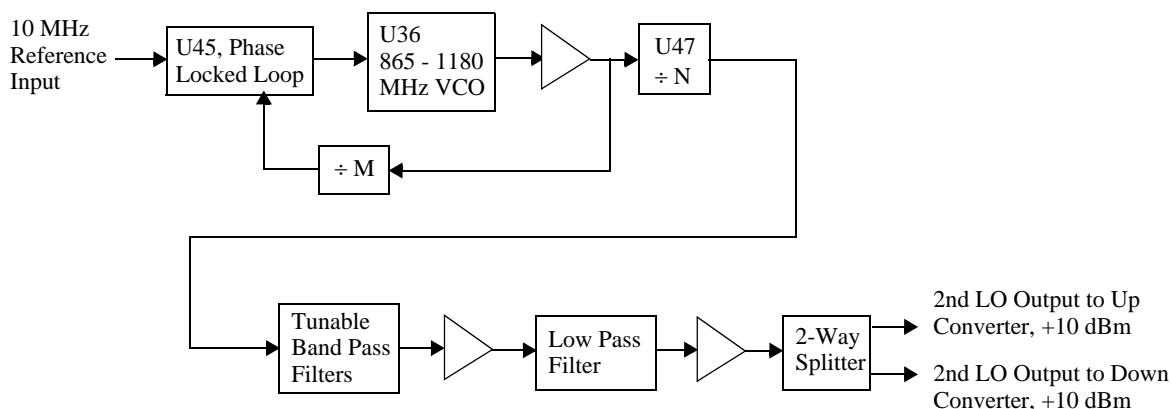 10 MHz
Reference
Input
U45, Phase
Locked Loop
U36
865 - 1180
MHz VCO
U47
÷ N
÷ M
Tunable
Band Pass
Filters
Low Pass
Filter
2-Way
Splitter
2nd LO Output to Up
Converter, +10 dBm
2nd LO Output to Down
Converter, +10 dBm